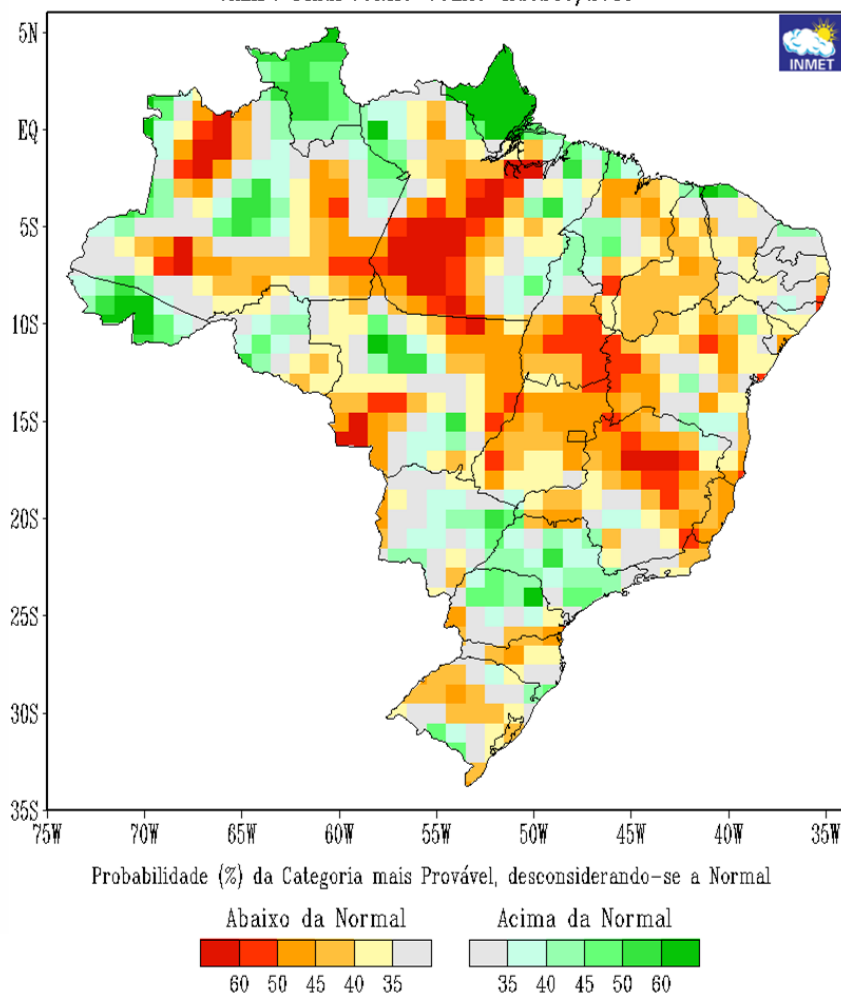 INMET
5N
EQ
5S
10S
15S
20S
25S
30S
35S
75W 70W 65W 60W 55W 50W 45W 40W 35W
Probabilidade (%) da Categoria mais Provável, desconsiderando-se a Normal
Abaixo da Normal Acima da Normal
60 50 45 40 35 35 40 45 50 60